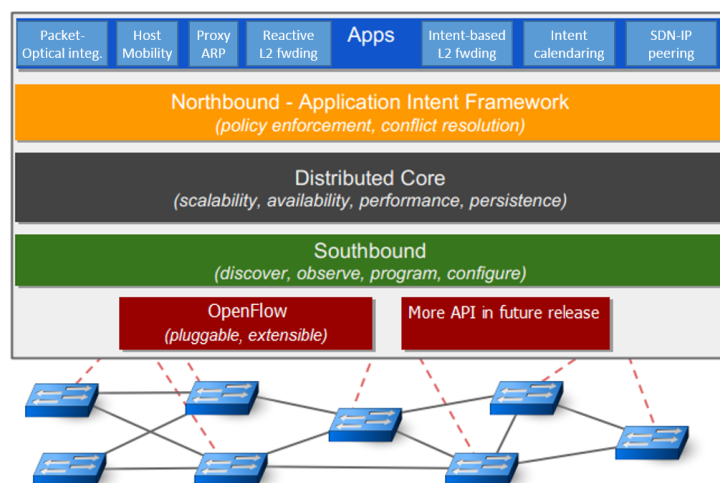 Packet-
Optical integ.
Host
Mobility
Proxy
ARP
Reactive
L2 fwding
Apps
Intent-based
L2 fwding
Intent
calendaring
SDN-IP
peering
Northbound - Application Intent Framework
(policy enforcement, conflict resolution)
Distributed Core
(scalability, availability, performance, persistence)
Southbound
(discover, observe, program, configure)
OpenFlow
(pluggable, extensible)
More API in future release